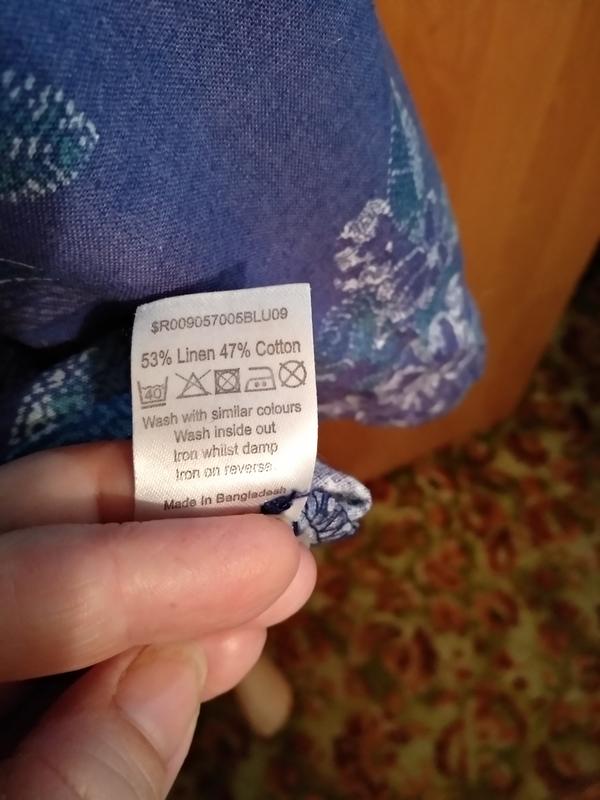 $R009057005BLU09
53% Linen 47% Cotton
40
Wash with similar colours
Wash inside out
Iron whilst damp
Iron on reverse
Made In Bangladesh